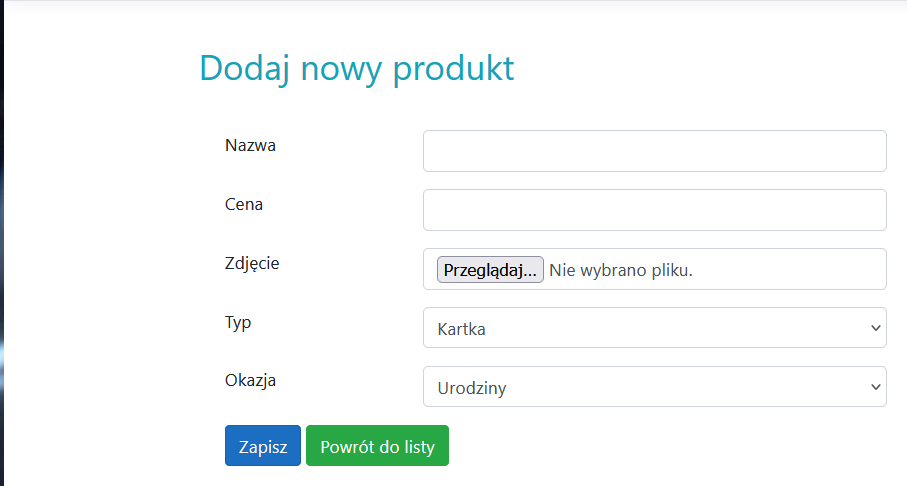 Dodaj nowy produkt
Nazwa
Cena
Zdjęcie Przeglądaj... Nie wybrano pliku.
Typ Kartka
Okazja Urodziny
Zapisz Powrót do listy